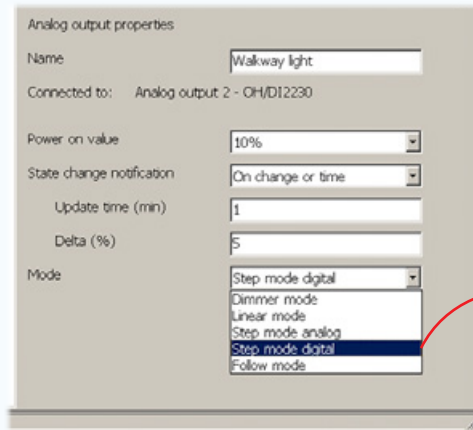 Analog output properties
Name Walkway light
Connected to: Analog output 2 - OH/DI2230
Power on value 10%
State change notification On change or time
Update time (min) 1
Delta (%) 5
Mode Step mode digital
Dimmer mode
Linear mode
Step mode analog
Step mode digital
Follow mode